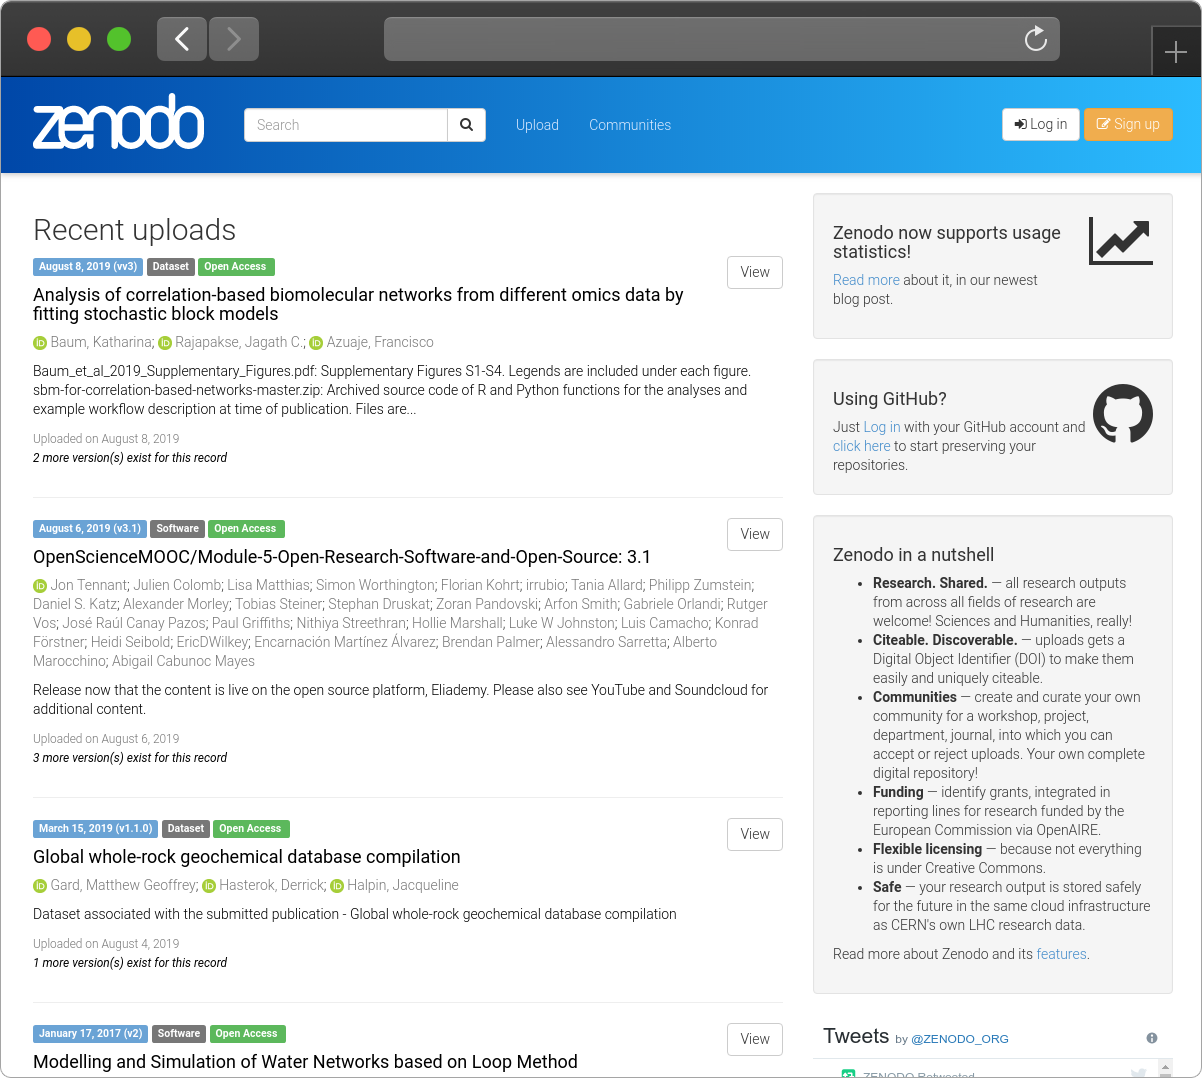 zenodo
Search
Upload
Communities
Log in
Sign up
Recent uploads
August 8, 2019 (vv3) Dataset Open Access
View
Analysis of correlation-based biomolecular networks from different omics data by
fitting stochastic block models
iD Baum, Katharina; iD Rajapakse, Jagath C.; iD Azuaje, Francisco
Baum_et_al_2019_Supplementary_Figures.pdf: Supplementary Figures S1-S4. Legends are included under each figure.
sbm-for-correlation-based-networks-master.zip: Archived source code of R and Python functions for the analyses and
example workflow description at time of publication. Files are...
Uploaded on August 8, 2019
2 more version(s) exist for this record
August 6, 2019 (v3.1) Software Open Access
View
OpenScienceMOOC/Module-5-Open-Research-Software-and-Open-Source: 3.1
iD Jon Tennant; Julien Colomb; Lisa Matthias; Simon Worthington; Florian Kohrt; irrubio; Tania Allard; Philipp Zumstein;
Daniel S. Katz; Alexander Morley; Tobias Steiner; Stephan Druskat; Zoran Pandovski; Arfon Smith; Gabriele Orlandi; Rutger
Vos; José Raúl Canay Pazos; Paul Griffiths; Nithiya Streethran; Hollie Marshall; Luke W Johnston; Luis Camacho; Konrad
Förstner; Heidi Seibold; EricDWilkey; Encarnación Martínez Álvarez; Brendan Palmer; Alessandro Sarretta; Alberto
Marocchino; Abigail Cabunoc Mayes
Release now that the content is live on the open source platform, Eliademy. Please also see YouTube and Soundcloud for
additional content.
Uploaded on August 6, 2019
3 more version(s) exist for this record
March 15, 2019 (v1.1.0) Dataset Open Access
View
Global whole-rock geochemical database compilation
iD Gard, Matthew Geoffrey; iD Hasterok, Derrick; iD Halpin, Jacqueline
Dataset associated with the submitted publication - Global whole-rock geochemical database compilation
Uploaded on August 4, 2019
1 more version(s) exist for this record
January 17, 2017 (v2) Software Open Access
View
Modelling and Simulation of Water Networks based on Loop Method
Zenodo now supports usage
statistics!
Read more about it, in our newest
blog post.
Using GitHub?
Just Log in with your GitHub account and
click here to start preserving your
repositories.
Zenodo in a nutshell
• Research. Shared. — all research outputs
from across all fields of research are
welcome! Sciences and Humanities, really!
• Citeable. Discoverable. — uploads gets a
Digital Object Identifier (DOI) to make them
easily and uniquely citeable.
• Communities — create and curate your own
community for a workshop, project,
department, journal, into which you can
accept or reject uploads. Your own complete
digital repository!
• Funding — identify grants, integrated in
reporting lines for research funded by the
European Commission via OpenAIRE.
• Flexible licensing — because not everything
is under Creative Commons.
• Safe — your research output is stored safely
for the future in the same cloud infrastructure
as CERN's own LHC research data.
Read more about Zenodo and its features.
Tweets by @ZENODO_ORG
ZENODO Retweeted